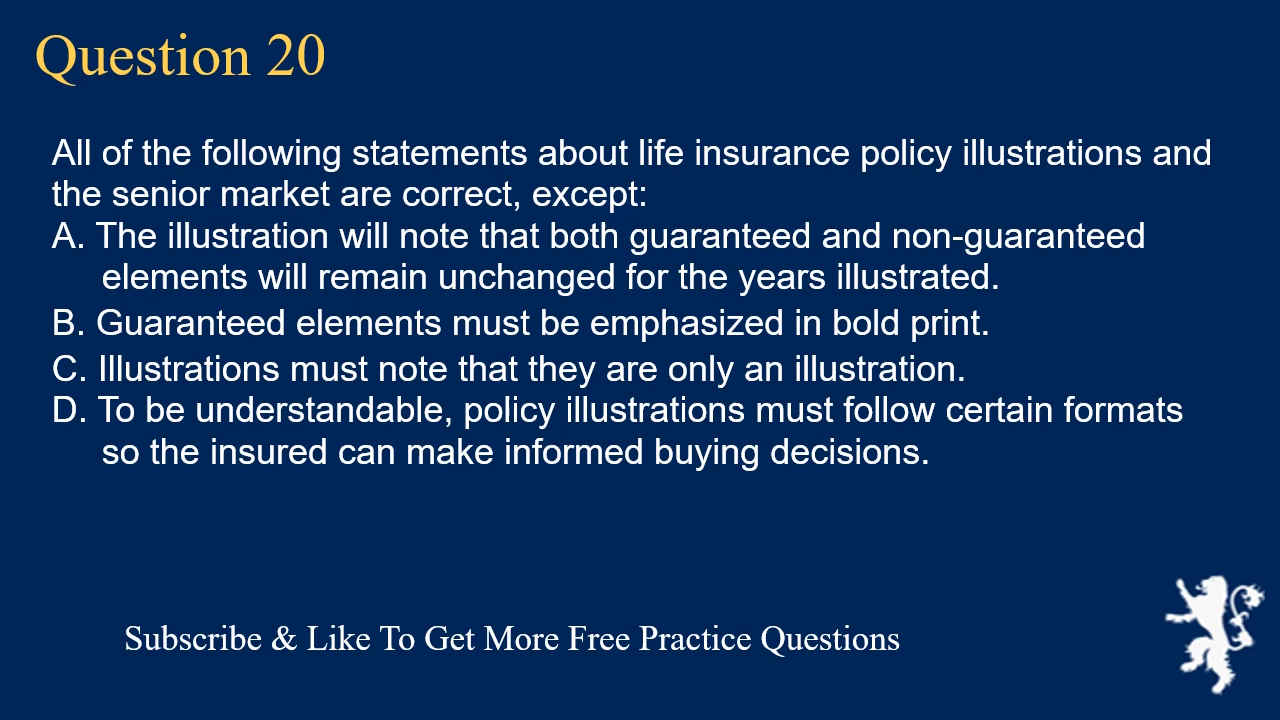 Question 20
All of the following statements about life insurance policy illustrations and
the senior market are correct, except:
A. The illustration will note that both guaranteed and non-guaranteed
elements will remain unchanged for the years illustrated.
B. Guaranteed elements must be emphasized in bold print.
C. Illustrations must note that they are only an illustration.
D. To be understandable, policy illustrations must follow certain formats
so the insured can make informed buying decisions.
Subscribe & Like To Get More Free Practice Questions